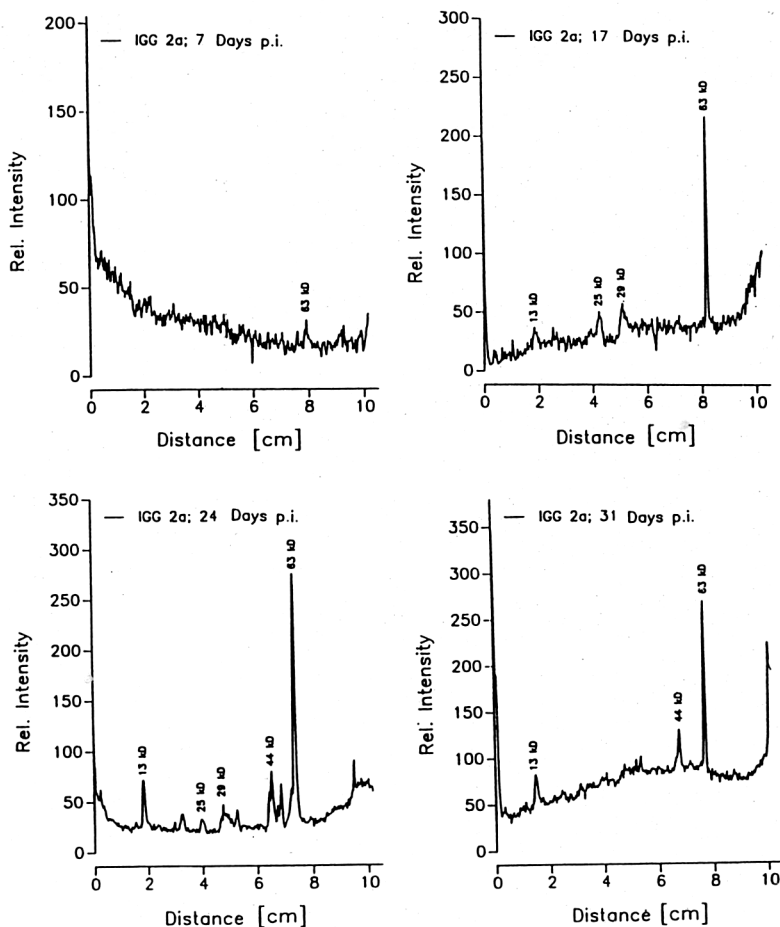 IGG 2a; 7 Days p.i.
200
150
100
50
0
Rel. Intensity
63 kD
0 2 4 6 8 10
Distance [cm]
IGG 2a; 17 Days p.i.
300
250
200
150
100
50
0
Rel. Intensity
13 kD
25 kD
29 kD
63 kD
0 2 4 6 8 10
Distance [cm]
IGG 2a; 24 Days p.i.
350
300
250
200
150
100
50
0
Rel. Intensity
13 kD
25 kD
29 kD
44 kD
63 kD
0 2 4 6 8 10
Distance [cm]
IGG 2a; 31 Days p.i.
350
300
250
200
150
100
50
0
Rel. Intensity
13 kD
44 kD
63 kD
0 2 4 6 8 10
Distance [cm]